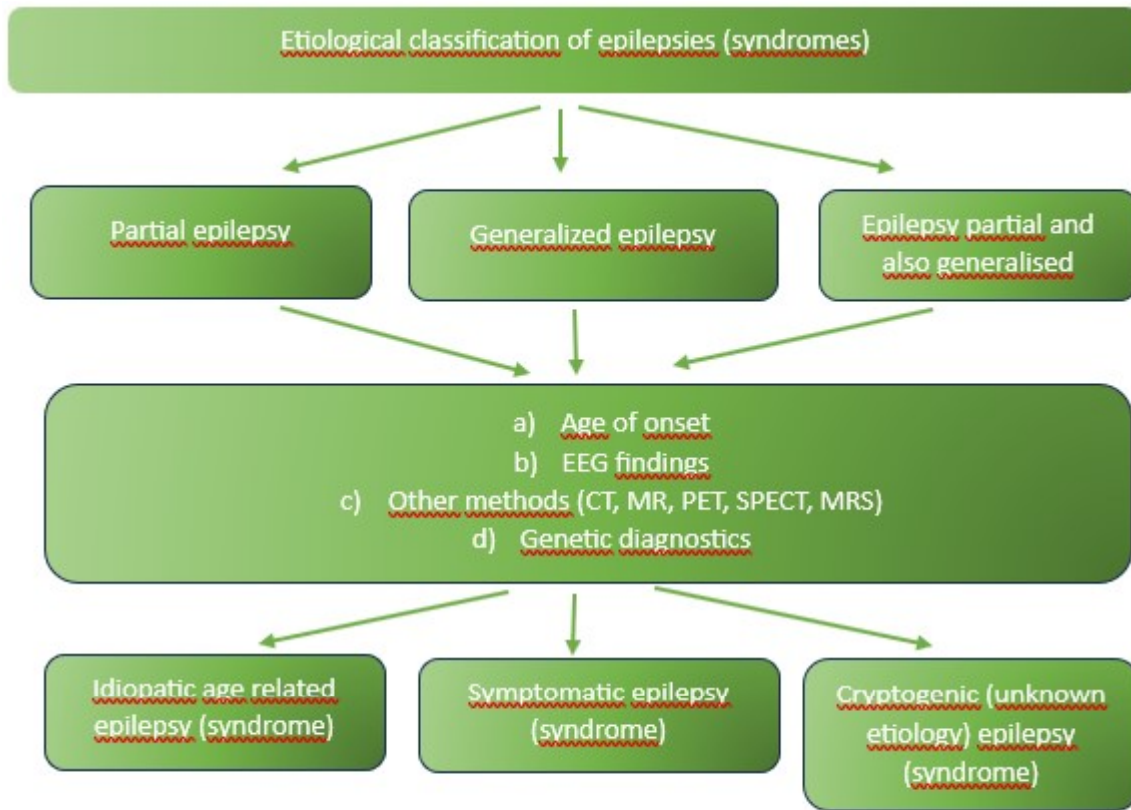 Etiological classification of epilepsies (syndromes)
Partial epilepsy
Generalized epilepsy
Epilepsy partial and
also generalised
a) Age of onset
b) EEG findings
c) Other methods (CT, MR, PET, SPECT, MRS)
d) Genetic diagnostics
Idiopatic age related
epilepsy (syndrome)
Symptomatic epilepsy
(syndrome)
Cryptogenic (unknown
etiology) epilepsy
(syndrome)